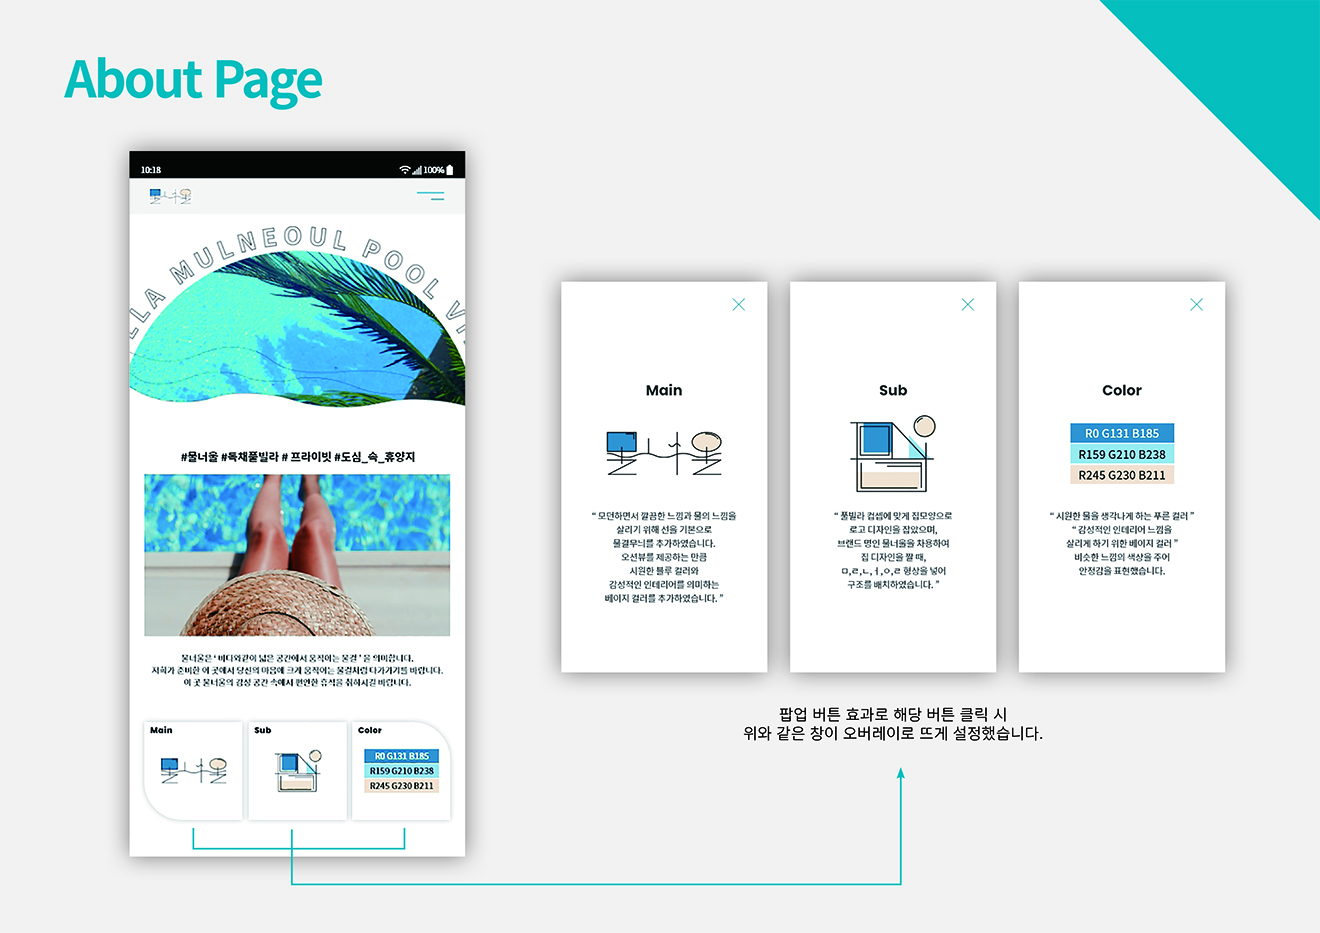 About Page
10:18
100%
ILLA MULNEOUL POOL VI
#물너울 #독채풀빌라 # 프라이빗 #도심_속_휴양지
물너울은 ‘ 바다와같이 넓은 공간에서 움직이는 물결 ’ 을 의미합니다.
저희가 준비한 이 곳에서 당신의 마음에 크게 움직이는 물결처럼 다가가기를 바랍니다.
이 곳 물너울의 감성 공간 속에서 편안한 휴식을 취하시길 바랍니다.
Main
Sub
Color
R0 G131 B185
R159 G210 B238
R245 G230 B211
Main
“ 모던하면서 깔끔한 느낌과 물의 느낌을
살리기 위해 선을 기본으로
물결무늬를 추가하였습니다.
오션뷰를 제공하는 만큼
시원한 블루 컬러와
감성적인 인테리어를 의미하는
베이지 컬러를 추가하였습니다. ”
Sub
“ 풀빌라 컵셉에 맞게 집모양으로
로고 디자인을 잡았으며,
브랜드 명인 물너울을 차용하여
집 디자인을 짤 때,
ㅁ,ㄹ,ㄴ,ㅓ,ㅇ,ㄹ 형상을 넣어
구조를 배치하였습니다. ”
Color
R0 G131 B185
R159 G210 B238
R245 G230 B211
“ 시원한 물을 생각나게 하는 푸른 컬러 ”
“ 감성적인 인테리어 느낌을
살리게 하기 위한 베이지 컬러 ”
비슷한 느낌의 색상을 주어
안정감을 표현했습니다.
팝업 버튼 효과로 해당 버튼 클릭 시
위와 같은 창이 오버레이로 뜨게 설정했습니다.